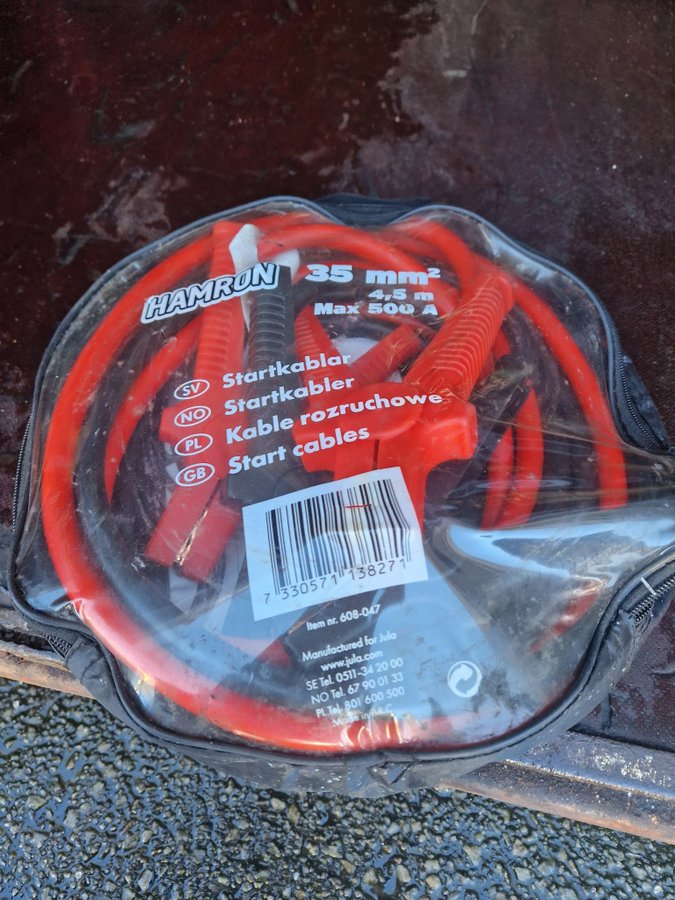 HAMRON
35 mm²
4,5 m
Max 500 A
SV Startkablar
NO Startkabler
PL Kable rozruchowe
GB Start cables
7 330571 138271
Item nr. 608-047
Manufactured for Jula
www.jula.com
SE Tel. 0511-34 20 00
NO Tel. 67 90 01 33
PL Tel. 801 600 500
Made in